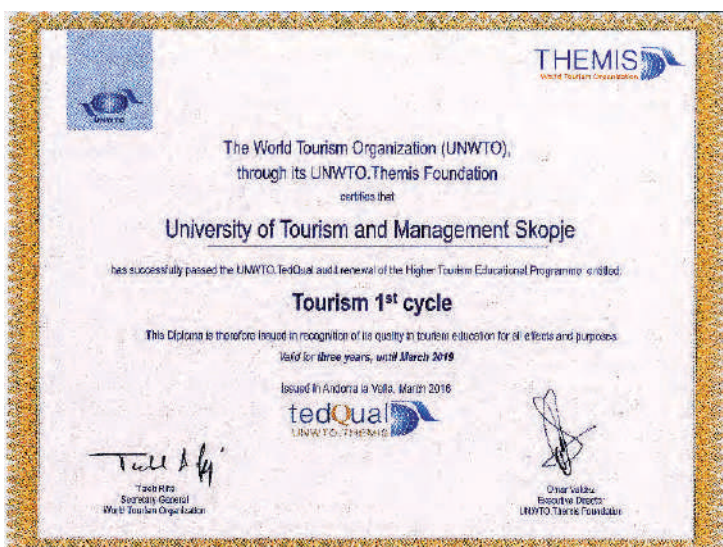 UNWTO
THEMIS
World Tourism Organization
The World Tourism Organization (UNWTO),
through its UNWTO.Themis Foundation
certifies that
University of Tourism and Management Skopje
has successfully passed the UNWTO.TedQual audit renewal of the Higher Tourism Educational Programme entitled:
Tourism 1st cycle
This Diploma is therefore issued in recognition of its quality in tourism education for all effects and purposes
Valid for three years, until March 2019
Issued in Andorra la Vella, March 2016
tedQual
UNWTO.THEMIS
Taleb Rifai
Secretary-General
World Tourism Organization
Omar Valdez
Executive Director
UNWTO.Themis Foundation